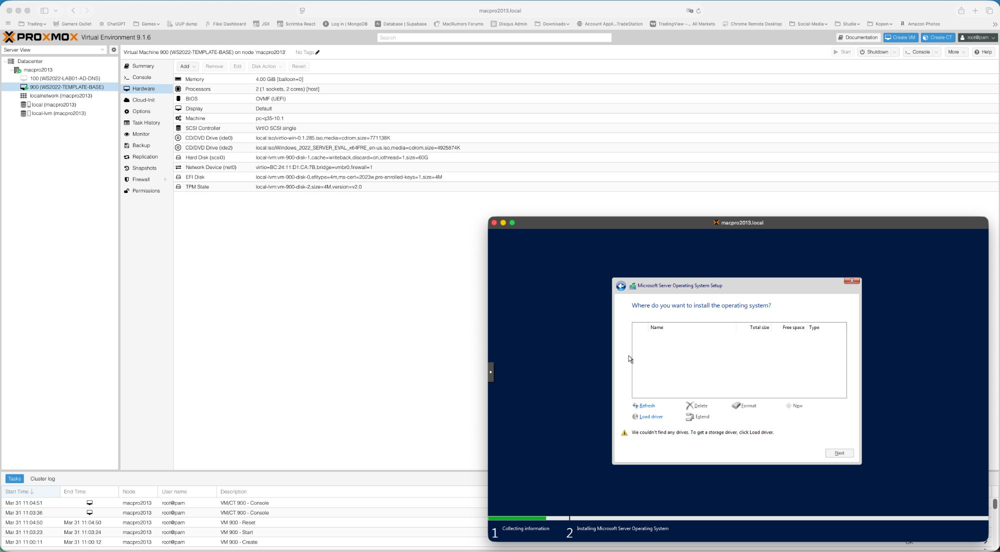 macpro2013.local
Trading
Gamers Outlet
ChatGPT
Games
UUP dump
Fiksi Dashboard
JSX
Scrimba React
Log in | MongoDB
Database | Supabase
MacRumors Forums
Disqus Admin
Downloads
Account Appli...TradeStation
TradingView –... All Markets
Chrome Remote Desktop
Social Media
Studie
Kopen
Amazon Photos
PROXMOX Virtual Environment 9.1.6
Search
Documentation
Create VM
Create CT
root@pam
Server View
Virtual Machine 900 (WS2022-TEMPLATE-BASE) on node 'macpro2013'
No Tags
Start
Shutdown
Console
More
Help
Datacenter
macpro2013
100 (WS2022-LAB01-AD-DNS)
900 (WS2022-TEMPLATE-BASE)
localnetwork (macpro2013)
local (macpro2013)
local-lvm (macpro2013)
Summary
Console
Hardware
Cloud-Init
Options
Task History
Monitor
Backup
Replication
Snapshots
Firewall
Permissions
Add
Remove
Edit
Disk Action
Revert
Memory 4.00 GiB [balloon=0]
Processors 2 (1 sockets, 2 cores) [host]
BIOS OVMF (UEFI)
Display Default
Machine pc-q35-10.1
SCSI Controller VirtIO SCSI single
CD/DVD Drive (ide0) local:iso/virtio-win-0.1.285.iso,media=cdrom,size=771138K
CD/DVD Drive (ide2) local:iso/Windows_2022_SERVER_EVAL_x64FRE_en-us.iso,media=cdrom,size=4925874K
Hard Disk (scsi0) local-lvm:vm-900-disk-1,cache=writeback,discard=on,iothread=1,size=60G
Network Device (net0) virtio=BC:24:11:D1:CA:7B,bridge=vmbr0,firewall=1
EFI Disk local-lvm:vm-900-disk-0,efitype=4m,ms-cert=2023w,pre-enrolled-keys=1,size=4M
TPM State local-lvm:vm-900-disk-2,size=4M,version=v2.0
macpro2013.local
Microsoft Server Operating System Setup
Where do you want to install the operating system?
Name Total size Free space Type
Refresh
Delete
Format
New
Load driver
Extend
We couldn't find any drives. To get a storage driver, click Load driver.
Next
1 Collecting information
2 Installing Microsoft Server Operating System
Tasks
Cluster log
Start Time End Time Node User name Description
Mar 31 11:04:51 macpro2013 root@pam VM/CT 900 - Console
Mar 31 11:03:36 macpro2013 root@pam VM/CT 900 - Console
Mar 31 11:04:50 Mar 31 11:04:50 macpro2013 root@pam VM 900 - Reset
Mar 31 11:03:23 Mar 31 11:03:24 macpro2013 root@pam VM 900 - Start
Mar 31 11:00:11 Mar 31 11:00:12 macpro2013 root@pam VM 900 - Create
OK